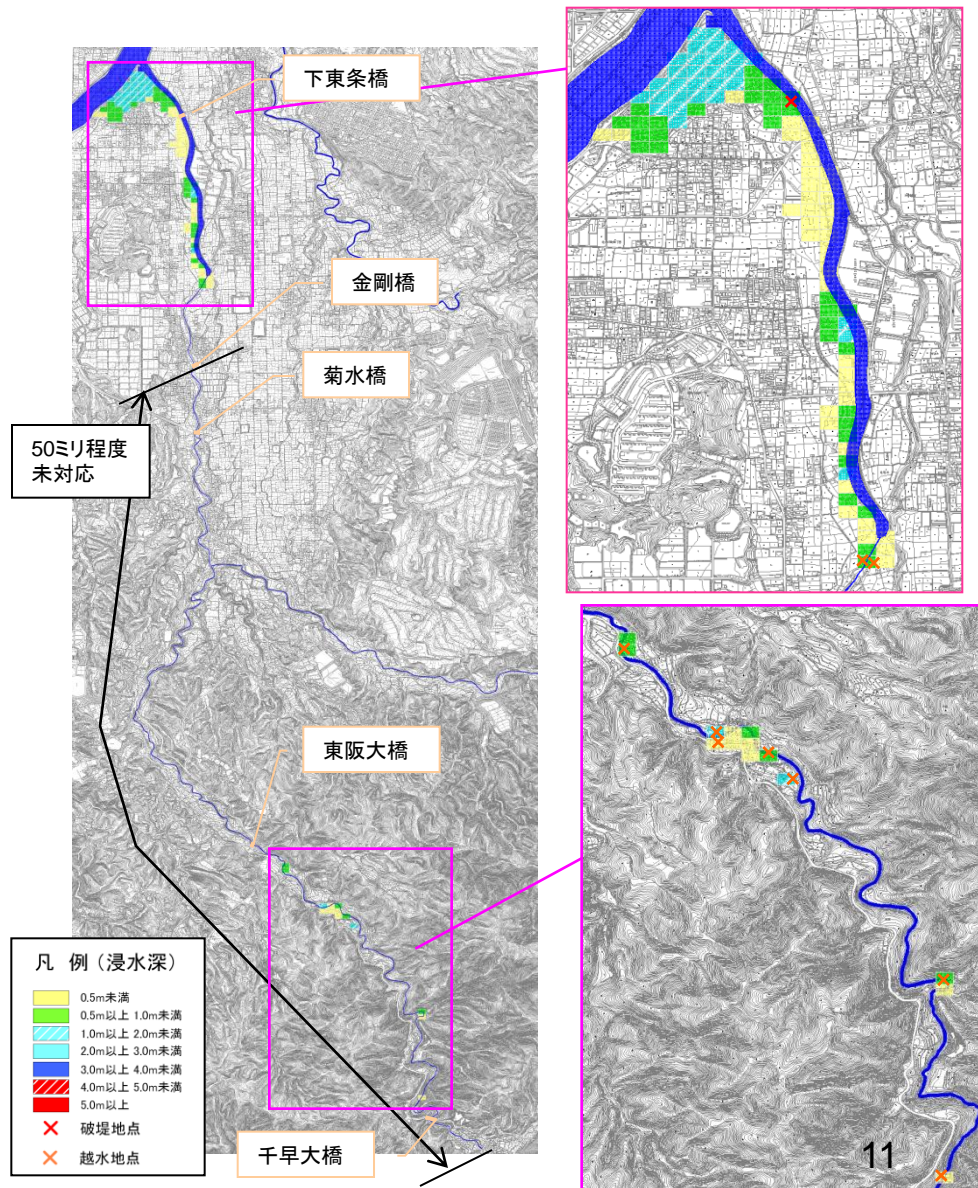 下東条橋
金剛橋
菊水橋
50ミリ程度
未対応
東阪大橋
凡 例(浸水深)
0.5m未満
0.5m以上 1.0m未満
1.0m以上 2.0m未満
2.0m以上 3.0m未満
3.0m以上 4.0m未満
4.0m以上 5.0m未満
5.0m以上
破堤地点
越水地点
千早大橋
11